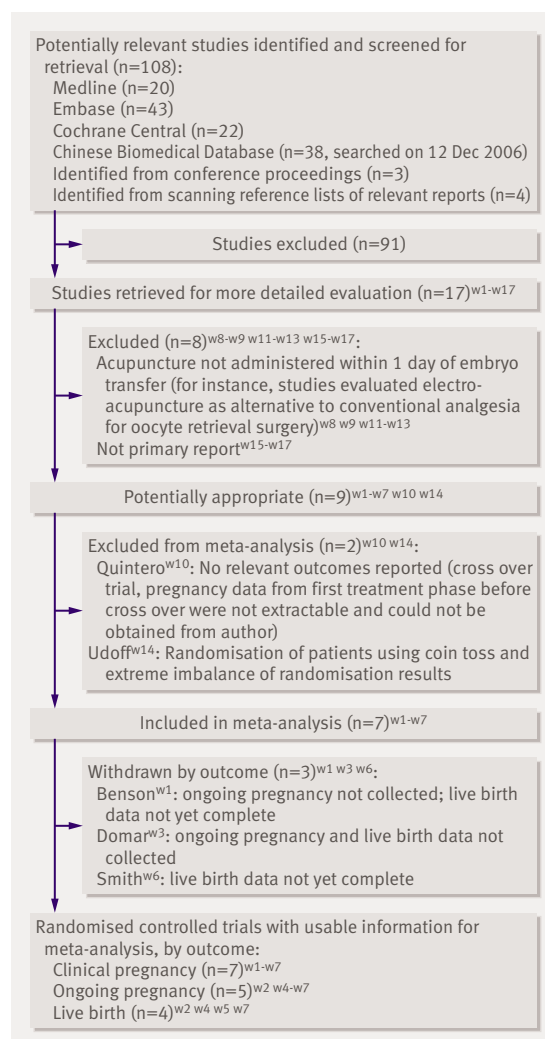 Potentially relevant studies identified and screened for
retrieval (n=108):
Medline (n=20)
Embase (n=43)
Cochrane Central (n=22)
Chinese Biomedical Database (n=38, searched on 12 Dec 2006)
Identified from conference proceedings (n=3)
Identified from scanning reference lists of relevant reports (n=4)
Studies excluded (n=91)
Studies retrieved for more detailed evaluation (n=17)w1-w17
Excluded (n=8)w8-w9 w11-w13 w15-w17:
Acupuncture not administered within 1 day of embryo
transfer (for instance, studies evaluated electro-
acupuncture as alternative to conventional analgesia
for oocyte retrieval surgery)w8 w9 w11-w13
Not primary reportw15-w17
Potentially appropriate (n=9)w1-w7 w10 w14
Excluded from meta-analysis (n=2)w10 w14:
Quinterow10: No relevant outcomes reported (cross over
trial, pregnancy data from first treatment phase before
cross over were not extractable and could not be
obtained from author)
Udoffw14: Randomisation of patients using coin toss and
extreme imbalance of randomisation results
Included in meta-analysis (n=7)w1-w7
Withdrawn by outcome (n=3)w1 w3 w6:
Bensonw1: ongoing pregnancy not collected; live birth
data not yet complete
Domarw3: ongoing pregnancy and live birth data not
collected
Smithw6: live birth data not yet complete
Randomised controlled trials with usable information for
meta-analysis, by outcome:
Clinical pregnancy (n=7)w1-w7
Ongoing pregnancy (n=5)w2 w4-w7
Live birth (n=4)w2 w4 w5 w7